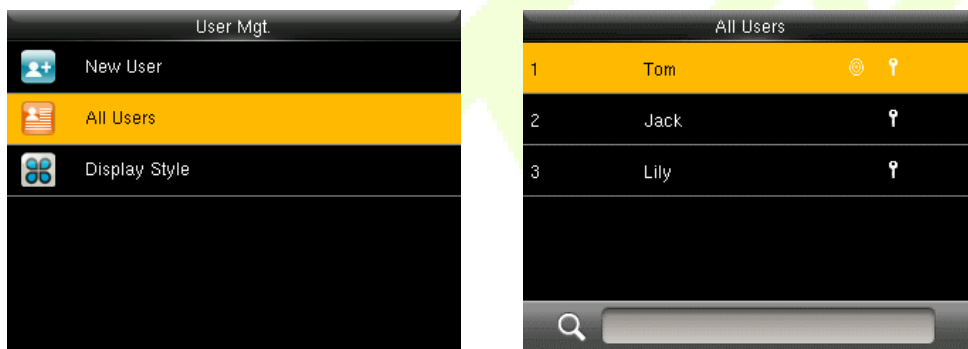 User Mgt.
New User
All Users
Display Style
All Users
1 Tom
2 Jack
3 Lily